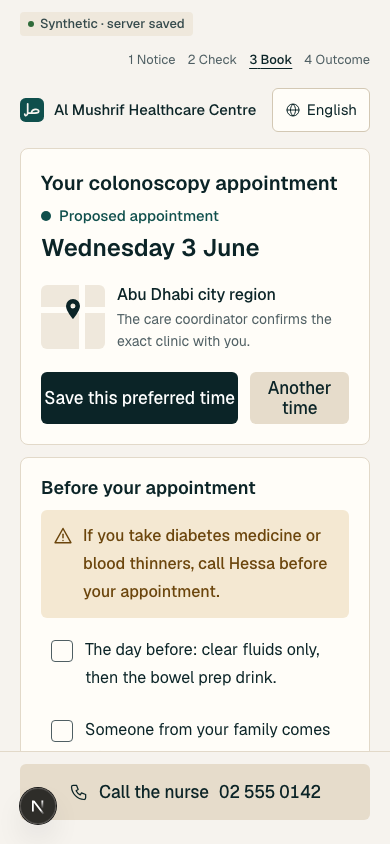 Synthetic · server saved
1 Notice 2 Check 3 Book 4 Outcome
صل Al Mushrif Healthcare Centre English
Your colonoscopy appointment
Proposed appointment
Wednesday 3 June
Abu Dhabi city region
The care coordinator confirms the
exact clinic with you.
Save this preferred time
Another
time
Before your appointment
If you take diabetes medicine or
blood thinners, call Hessa before
your appointment.
The day before: clear fluids only,
then the bowel prep drink.
Someone from your family comes
Call the nurse 02 555 0142
N